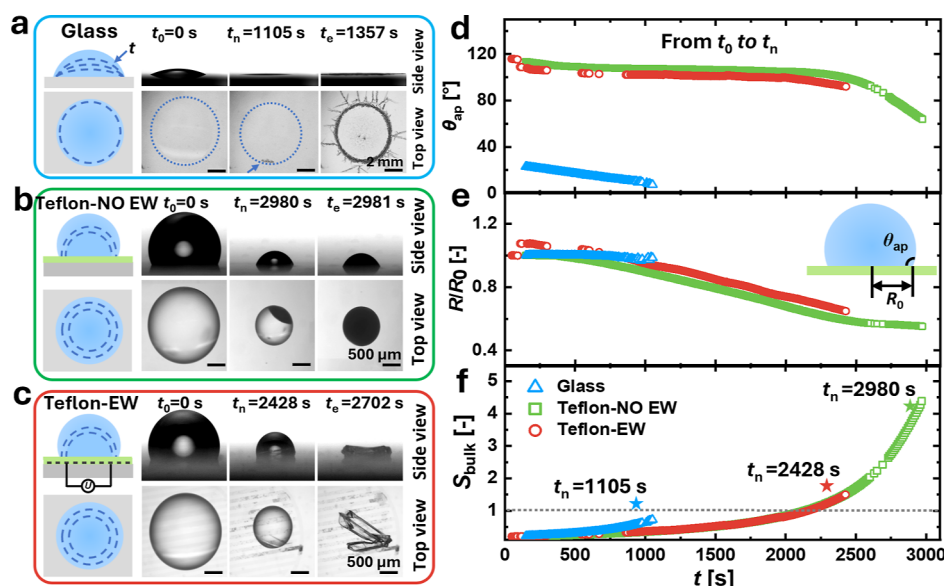 a Glass t t₀=0 s tₙ=1105 s tₑ=1357 s
Side view
Top view
2 mm
b Teflon-NO EW t₀=0 s tₙ=2980 s tₑ=2981 s
Side view
Top view
500 μm
c Teflon-EW t₀=0 s tₙ=2428 s tₑ=2702 s
U
Side view
Top view
500 μm
d From t₀ to tₙ
θap [°]
120
80
40
0
e
R/R0 [-]
1.2
0.8
0.4
θap
R₀
f
Glass
Teflon-NO EW
Teflon-EW
tₙ=2980 s
tₙ=2428 s
tₙ=1105 s
Sbulk [-]
5
4
3
2
1
0 500 1000 1500 2000 2500 3000
t [s]